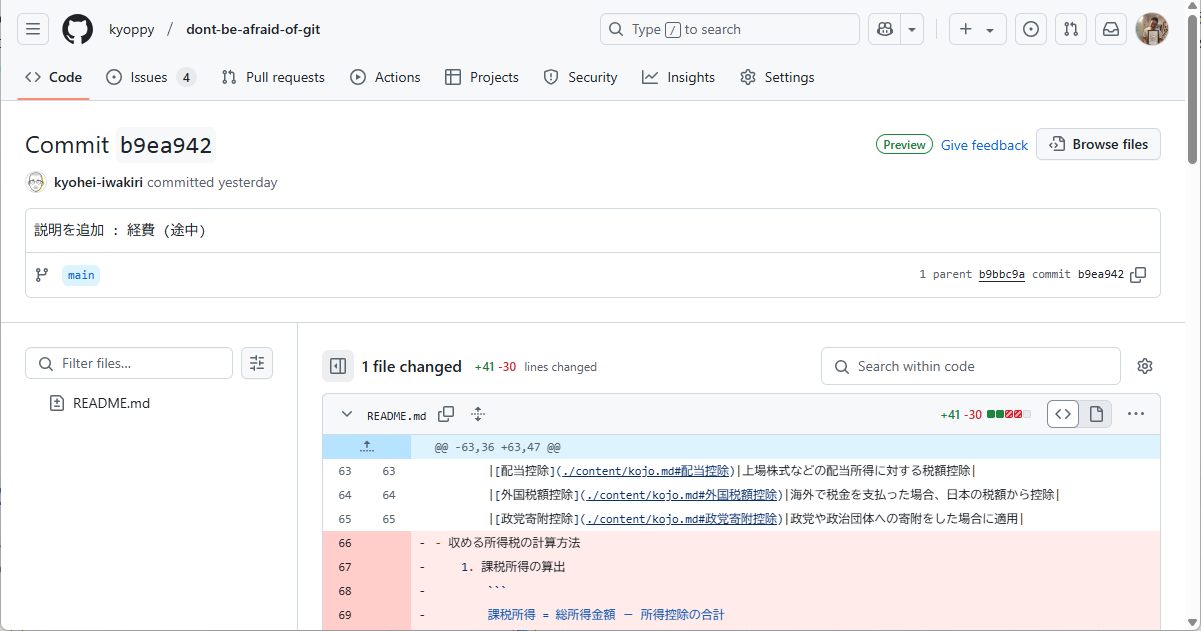 kyoppy / dont-be-afraid-of-git
Type / to search
Code
Issues 4
Pull requests
Actions
Projects
Security
Insights
Settings
Commit b9ea942
Preview Give feedback Browse files
kyohei-iwakiri committed yesterday
説明を追加 : 経費 (途中)
main
1 parent b9bbc9a commit b9ea942
Filter files...
README.md
1 file changed +41 -30 lines changed
Search within code
README.md
+41 -30
@@ -63,36 +63,47 @@
63 63 |[配当控除](./content/kojo.md#配当控除)|上場株式などの配当所得に対する税額控除|
64 64 |[外国税額控除](./content/kojo.md#外国税額控除)|海外で税金を支払った場合、日本の税額から控除|
65 65 |[政党寄附控除](./content/kojo.md#政党寄附控除)|政党や政治団体への寄附をした場合に適用|
66 - - 収める所得税の計算方法
67 - 1. 課税所得の算出
68 - ```
69 - 課税所得 = 総所得金額 － 所得控除の合計